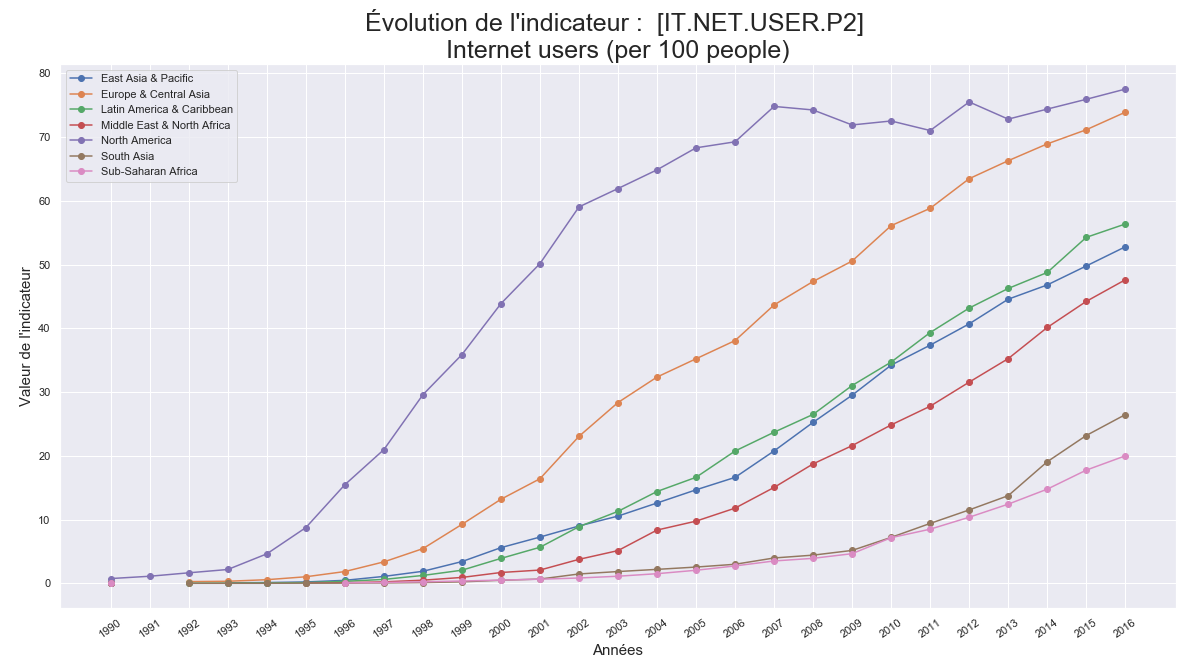 Évolution de l'indicateur :  [IT.NET.USER.P2]
Internet users (per 100 people)
East Asia & Pacific
Europe & Central Asia
Latin America & Caribbean
Middle East & North Africa
North America
South Asia
Sub-Saharan Africa
Valeur de l'indicateur
80
70
60
50
40
30
20
10
0
1990 1991 1992 1993 1994 1995 1996 1997 1998 1999 2000 2001 2002 2003 2004 2005 2006 2007 2008 2009 2010 2011 2012 2013 2014 2015 2016
Années